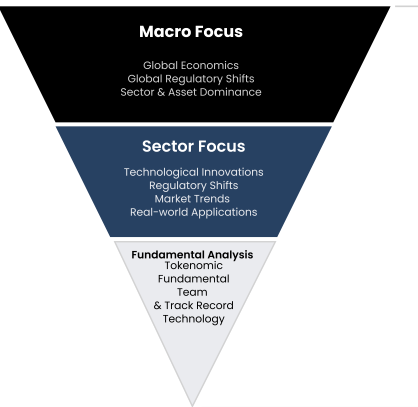 Macro Focus
Global Economics
Global Regulatory Shifts
Sector & Asset Dominance
Sector Focus
Technological Innovations
Regulatory Shifts
Market Trends
Real-world Applications
Fundamental Analysis
Tokenomic
Fundamental
Team
& Track Record
Technology